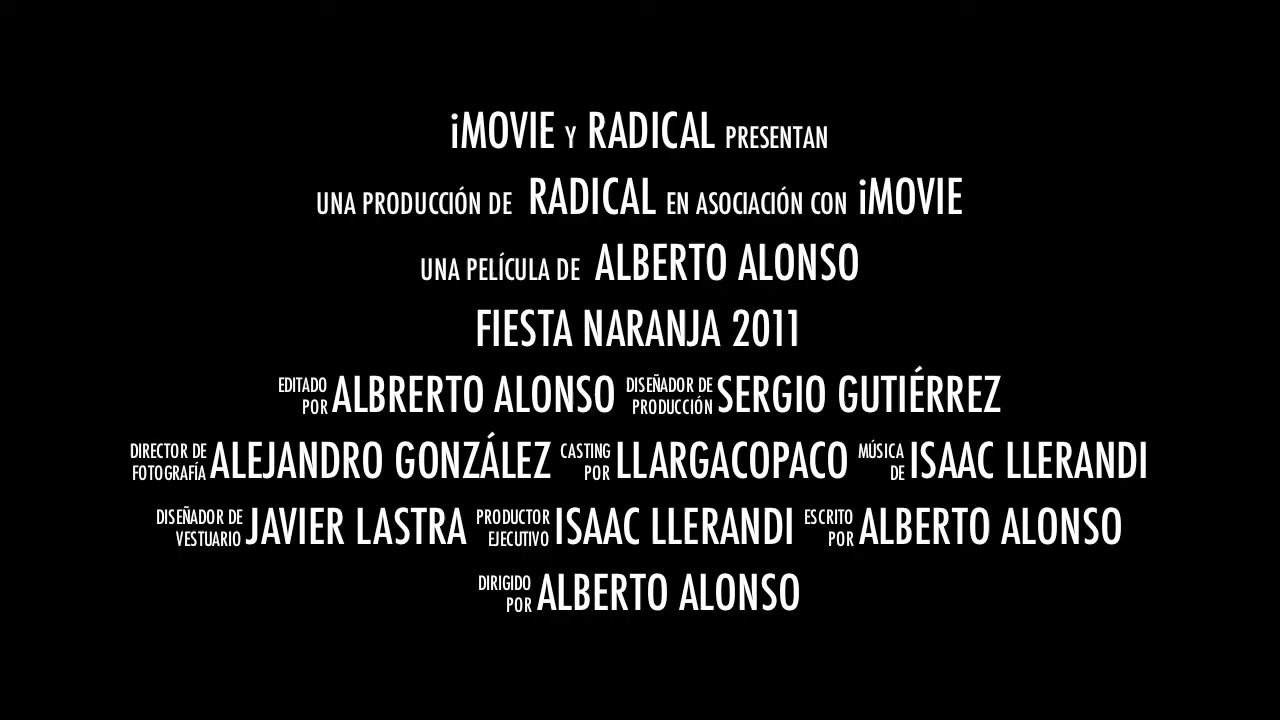 iMOVIE Y RADICAL PRESENTAN
UNA PRODUCCIÓN DE RADICAL EN ASOCIACIÓN CON iMOVIE
UNA PELÍCULA DE ALBERTO ALONSO
FIESTA NARANJA 2011
EDITADO POR ALBRERTO ALONSO DISEÑADOR DE PRODUCCIÓN SERGIO GUTIÉRREZ
DIRECTOR DE FOTOGRAFÍA ALEJANDRO GONZÁLEZ CASTING POR LLARGACOPACO MÚSICA DE ISAAC LLERANDI
DISEÑADOR DE VESTUARIO JAVIER LASTRA PRODUCTOR EJECUTIVO ISAAC LLERANDI ESCRITO POR ALBERTO ALONSO
DIRIGIDO POR ALBERTO ALONSO